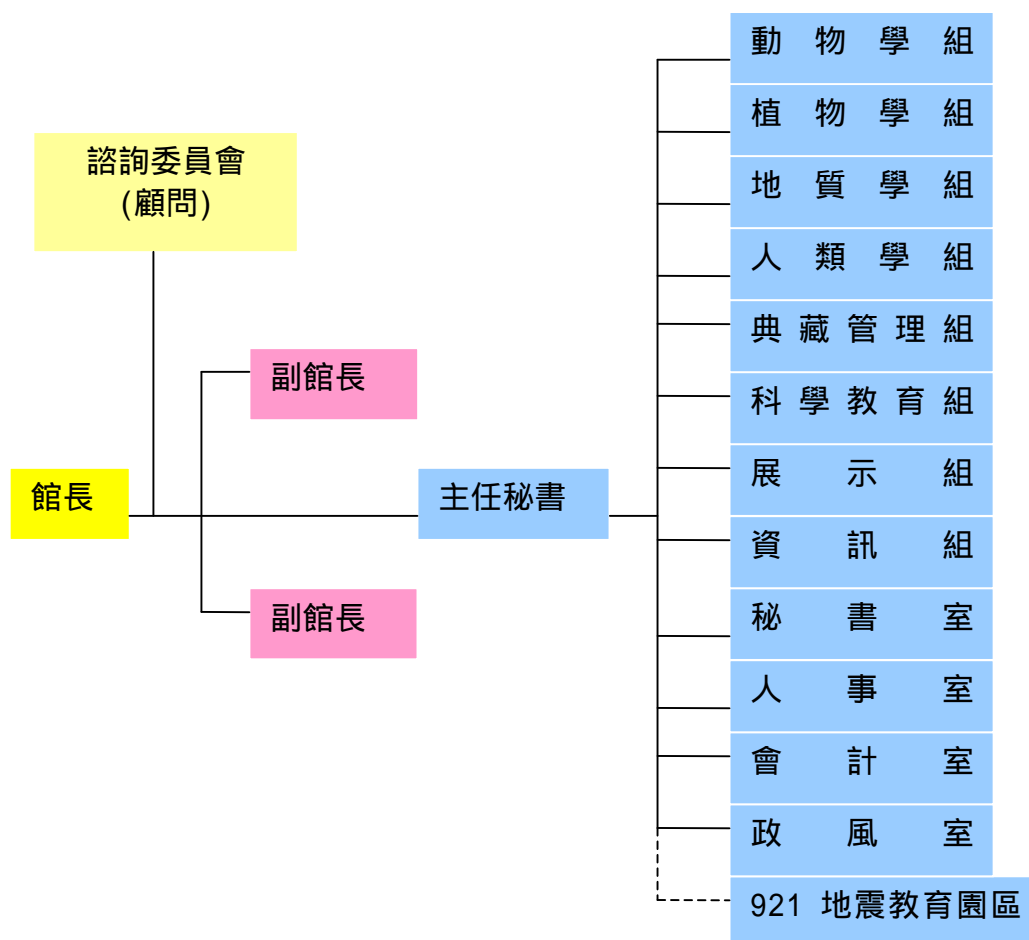 諮詢委員會
(顧問)
副館長
館長
主任秘書
副館長
動物學組
植物學組
地質學組
人類學組
典藏管理組
科學教育組
展示組
資訊組
秘書室
人事室
會計室
政風室
921 地震教育園區